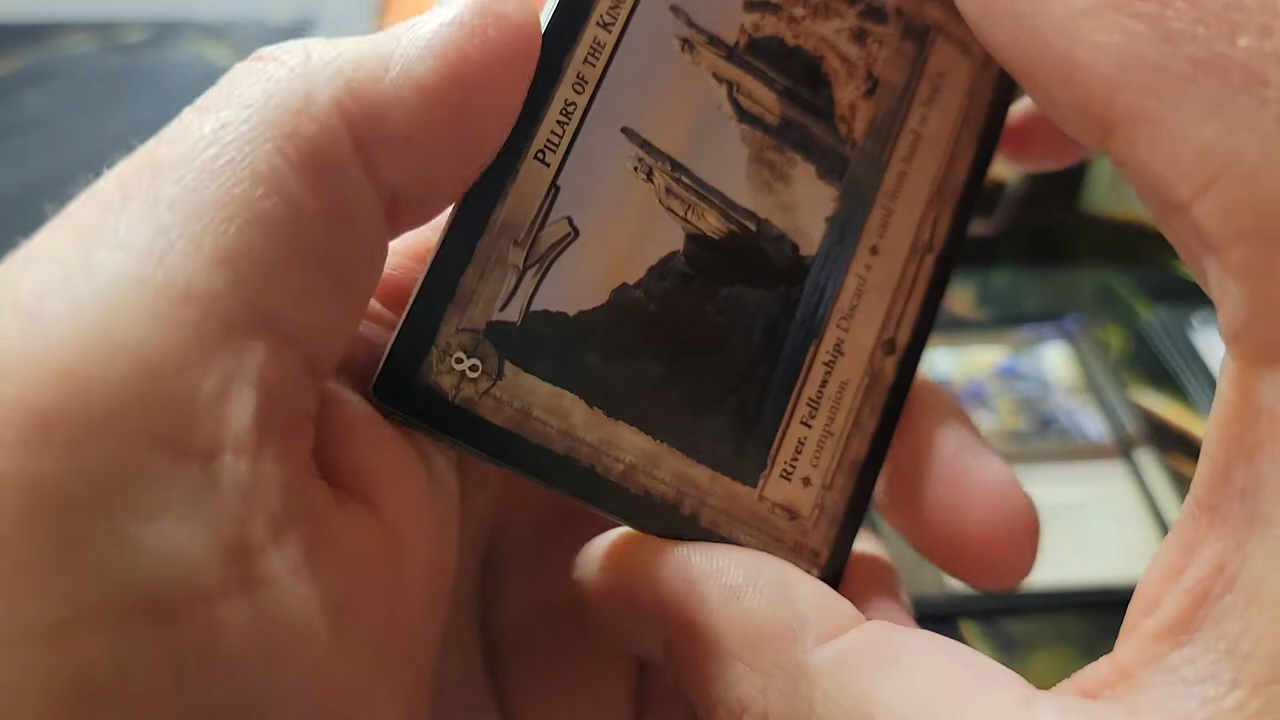 PILLARS OF THE KING
8
River. Fellowship: Discard a card from hand to heal a
companion.